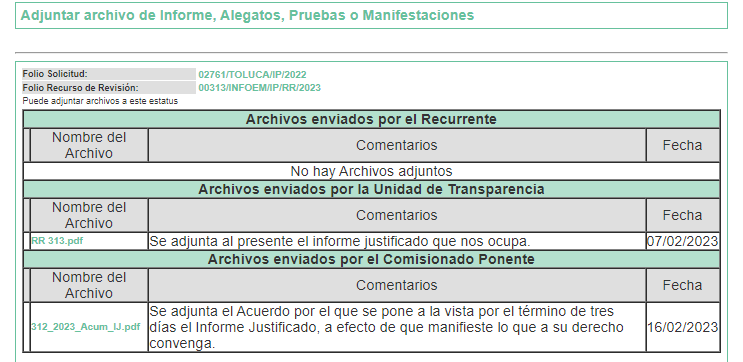 Adjuntar archivo de Informe, Alegatos, Pruebas o Manifestaciones
Folio Solicitud: 02761/TOLUCA/IP/2022
Folio Recurso de Revisión: 00313/INFOEM/IP/RR/2023
Puede adjuntar archivos a este estatus
Archivos enviados por el Recurrente
Nombre del
Archivo
Comentarios
Fecha
No hay Archivos adjuntos
Archivos enviados por la Unidad de Transparencia
Nombre del
Archivo
Comentarios
Fecha
RR 313.pdf
Se adjunta al presente el informe justificado que nos ocupa.
07/02/2023
Archivos enviados por el Comisionado Ponente
Nombre del
Archivo
Comentarios
Fecha
312_2023_Acum_IJ.pdf
Se adjunta el Acuerdo por el que se pone a la vista por el término de tres
días el Informe Justificado, a efecto de que manifieste lo que a su derecho
convenga.
16/02/2023